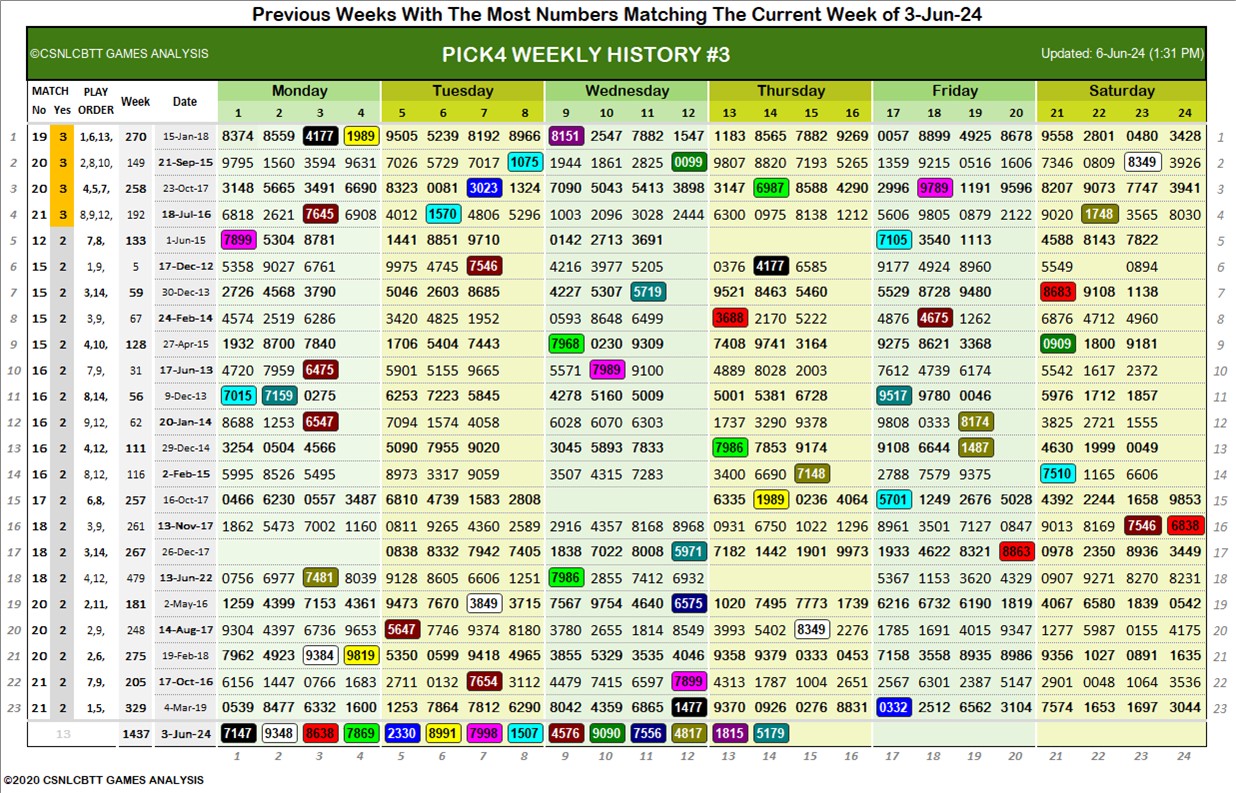 Previous Weeks With The Most Numbers Matching The Current Week of 3-Jun-24
©CSNLCBTT GAMES ANALYSIS PICK4 WEEKLY HISTORY #3 Updated: 6-Jun-24 (1:31 PM)
MATCH PLAY Week Date Monday Tuesday Wednesday Thursday Friday Saturday
No Yes ORDER 1 2 3 4 5 6 7 8 9 10 11 12 13 14 15 16 17 18 19 20 21 22 23 24
1 19 3 1,6,13, 270 15-Jan-18 8374 8559 4177 1989 9505 5239 8192 8966 8151 2547 7882 1547 1183 8565 7882 9269 0057 8899 4925 3678 9558 2801 0480 3428 1
2 20 3 2,8,10, 149 21-Sep-15 9795 1560 3594 9631 7026 5729 7017 1075 1944 1861 2825 0099 9807 8820 7193 5265 1359 9215 0516 1606 7346 0809 8349 3926 2
3 20 3 4,5,7, 258 23-Oct-17 3148 5665 3491 6690 8323 0081 3023 1324 7090 5043 5413 3898 3147 6987 8588 4290 2996 9789 1191 9596 8207 9073 7747 3941 3
4 21 3 8,9,12, 192 18-Jul-16 6818 2621 7645 6908 4012 1570 4806 5296 1003 2096 3028 2444 6300 0975 8138 1212 5606 9805 0879 2122 9020 1748 3565 8030 4
5 12 2 7,8, 133 1-Jun-15 7899 5304 8781 1441 8851 9710 0142 2713 3691 7105 3540 1113 4588 8143 7822 5
6 15 2 1,9, 5 17-Dec-12 5358 9027 6761 9975 4745 7546 4216 3977 5205 0376 4177 6585 9177 4924 8960 5549 0894 6
7 15 2 3,14, 59 30-Dec-13 2726 4568 3790 5046 2603 8685 4227 5307 5719 9521 8463 5460 5529 8728 9480 8683 9108 1138 7
8 15 2 3,9, 67 24-Feb-14 4574 2519 6286 3420 4825 1952 0593 8648 6499 3688 2170 5222 4876 4675 1262 6876 4712 4960 8
9 15 2 4,10, 128 27-Apr-15 1932 8700 7840 1706 5404 7443 7968 0230 9309 7408 9741 3164 9275 8621 3368 0909 1800 9181 9
10 16 2 7,9, 31 17-Jun-13 4720 7959 6475 5901 5155 9665 5571 7989 9100 4889 8028 2003 7612 4739 6174 5542 1617 2372 10
11 16 2 8,14, 56 9-Dec-13 7015 7159 0275 6253 7223 5845 4278 5160 5009 5001 5381 6728 9517 9780 0046 5976 1712 1857 11
12 16 2 9,12, 62 20-Jan-14 8688 1253 6547 7094 1574 4058 6028 6070 6303 1737 3290 9378 9808 0333 8174 3825 2721 1555 12
13 16 2 4,12, 111 29-Dec-14 3254 0504 4566 5090 7955 9020 3045 5893 7833 7986 7853 9174 9108 6644 1487 4630 1999 0049 13
14 16 2 8,12, 116 2-Feb-15 5995 8526 5495 8973 3317 9059 3507 4315 7283 3400 6690 7148 2788 7579 9375 7510 1165 6606 14
15 17 2 6,8, 257 16-Oct-17 0466 6230 0557 3487 6810 4739 1583 2808 6335 1989 0236 4064 5701 1249 2676 5028 4392 2244 1658 9853 15
16 18 2 3,9, 261 13-Nov-17 1862 5473 7002 1160 0811 9265 4360 2589 2916 4357 8168 8968 0931 6750 1022 1296 8961 3501 7127 0847 9013 8169 7546 6838 16
17 18 2 3,14, 267 26-Dec-17 0838 8332 7942 7405 1838 7022 8008 5971 7182 1442 1901 9973 1933 4622 8321 8863 0978 2350 8936 3449 17
18 18 2 4,12, 479 13-Jun-22 0756 6977 7481 8039 9128 8605 6606 1251 7986 2855 7412 6932 5367 1153 3620 4329 0907 9271 8270 8231 18
19 20 2 2,11, 181 2-May-16 1259 4399 7153 4361 9473 7670 3849 3715 7567 9754 4640 6575 1020 7495 7773 1739 6216 6732 6190 1819 4067 6580 1839 0542 19
20 20 2 2,9, 248 14-Aug-17 9304 4397 6736 9653 5647 7746 9374 8180 3780 2655 1814 8549 3993 5402 8349 2276 1785 1691 4015 9347 1277 5987 0155 4175 20
21 20 2 2,6, 275 19-Feb-18 7962 4923 9384 9819 5350 0599 9418 4965 3855 5329 3535 4046 9358 9379 0333 0453 7158 3558 8935 8986 9356 1027 0891 1635 21
22 21 2 7,9, 205 17-Oct-16 6156 1447 0766 1683 2711 0132 7654 3112 4479 7415 6597 7899 4313 1787 1004 2651 2567 6301 2387 5147 2901 0048 1064 3536 22
23 21 2 1,5, 329 4-Mar-19 0539 8477 6332 1600 1253 7864 7812 6290 8042 4359 6865 1477 9370 0926 0276 8831 0332 2512 6562 3104 7574 1653 1697 3044 23
13 1437 3-Jun-24 7147 9348 8638 7869 2330 8991 7998 1507 4576 9090 7556 4817 1815 5179
1 2 3 4 5 6 7 8 9 10 11 12 13 14 15 16 17 18 19 20 21 22 23 24
©2020 CSNLCBTT GAMES ANALYSIS